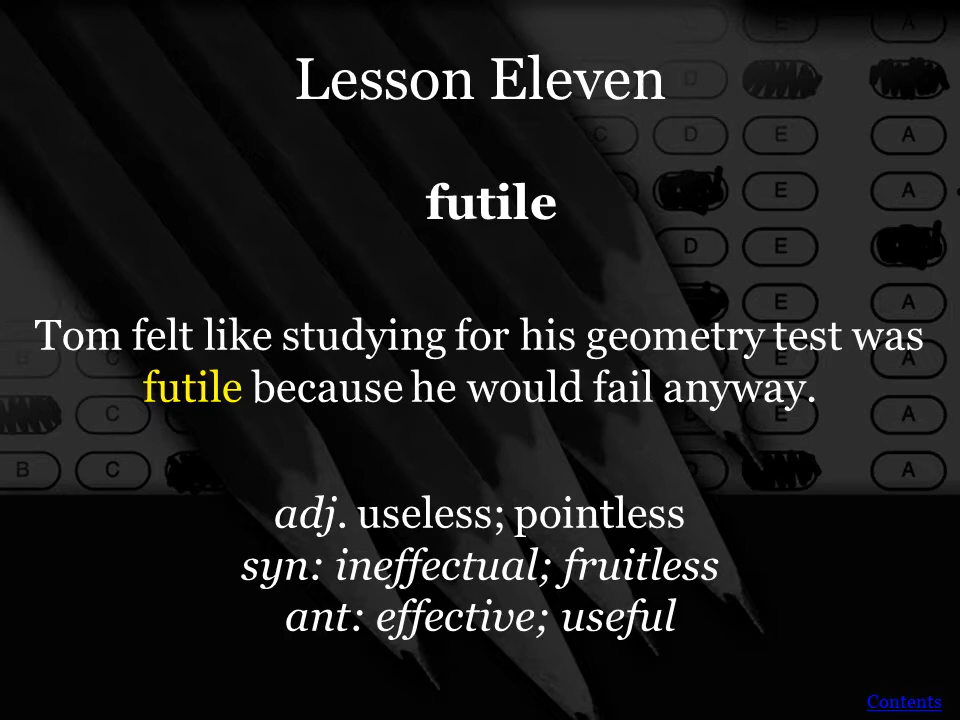 Lesson Eleven
futile
Tom felt like studying for his geometry test was
futile because he would fail anyway.
adj. useless; pointless
syn: ineffectual; fruitless
ant: effective; useful
E A
D
C D E A
E A
D E
E A
B C E A
C E A
B C A
Contents